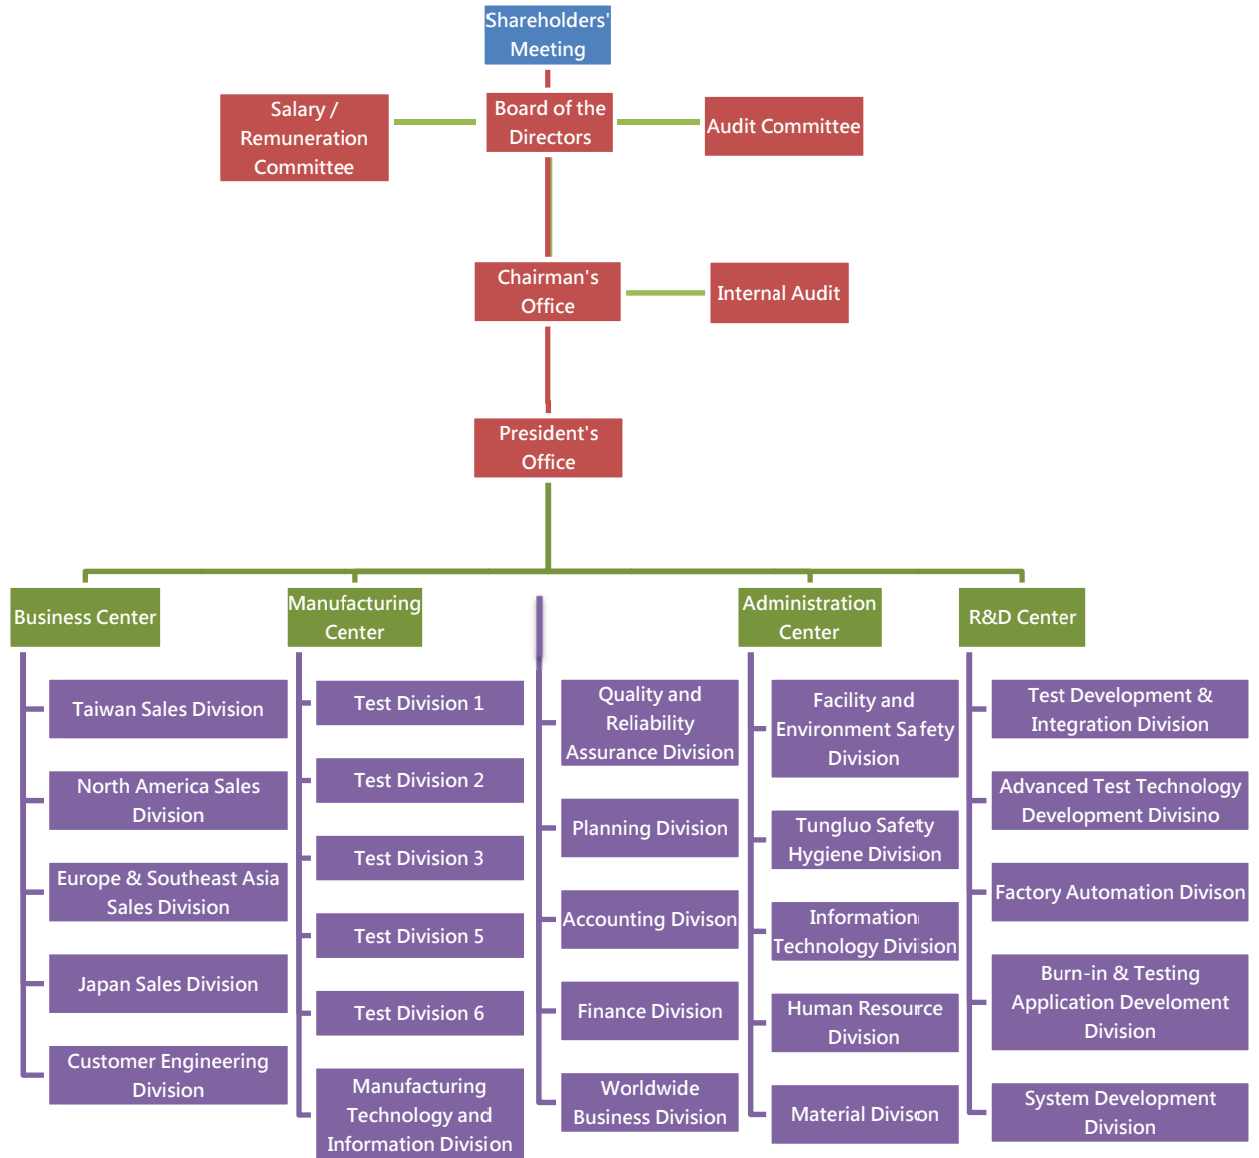 Shareholders'
Meeting
Salary /
Remuneration
Committee
Board of the
Directors
Audit Committee
Chairman's
Office
Internal Audit
President's
Office
Business Center
Manufacturing
Center
Administration
Center
R&D Center
Taiwan Sales Division
North America Sales
Division
Europe & Southeast Asia
Sales Division
Japan Sales Division
Customer Engineering
Division
Test Division 1
Test Division 2
Test Division 3
Test Division 5
Test Division 6
Manufacturing
Technology and
Information Division
Quality and
Reliability
Assurance Division
Planning Division
Accounting Divison
Finance Division
Worldwide
Business Division
Facility and
Environment Safety
Division
Tungluo Safety
Hygiene Division
Information
Technology Division
Human Resource
Division
Material Divison
Test Development &
Integration Division
Advanced Test Technology
Development Divisino
Factory Automation Divison
Burn-in & Testing
Application Develoment
Division
System Development
Division